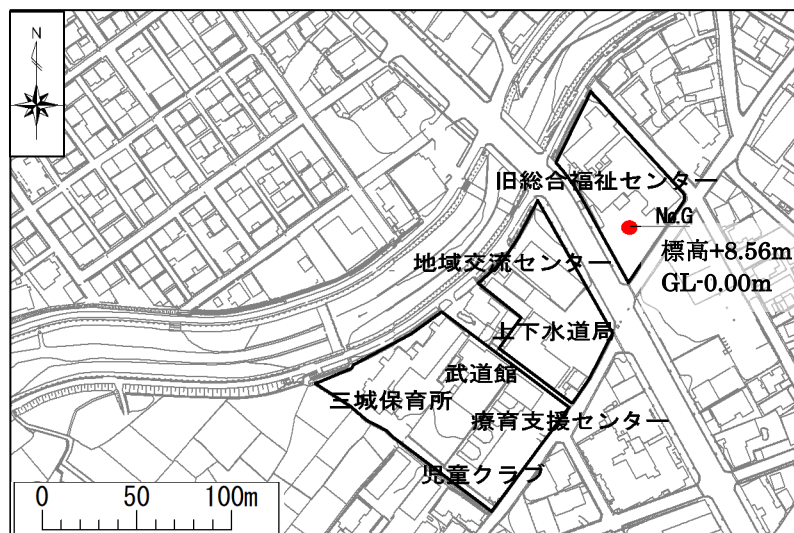 N
旧総合福祉センター
No.G
標高+8.56m
GL-0.00m
地域交流センター
上下水道局
武道館
三城保育所
療育支援センター
児童クラブ
0 50 100m